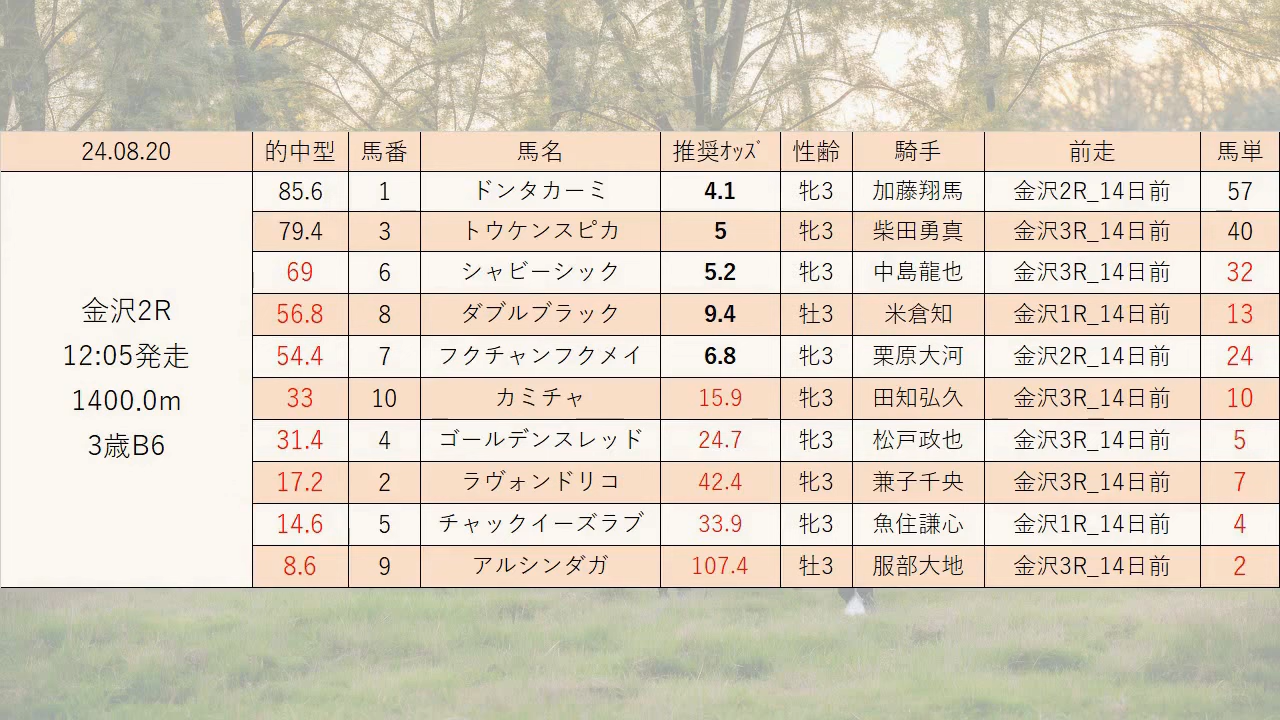 24.08.20 的中型 馬番 馬名 推奨ｵｯｽﾞ 性齢 騎手 前走 馬単
金沢2R
12:05発走
1400.0m
3歳B6
85.6 1 ドンタカーミ 4.1 牝3 加藤翔馬 金沢2R_14日前 57
79.4 3 トウケンスピカ 5 牝3 柴田勇真 金沢3R_14日前 40
69 6 シャビーシック 5.2 牝3 中島龍也 金沢3R_14日前 32
56.8 8 ダブルブラック 9.4 牡3 米倉知 金沢1R_14日前 13
54.4 7 フクチャンフクメイ 6.8 牝3 栗原大河 金沢2R_14日前 24
33 10 カミチャ 15.9 牝3 田知弘久 金沢3R_14日前 10
31.4 4 ゴールデンスレッド 24.7 牝3 松戸政也 金沢3R_14日前 5
17.2 2 ラヴォンドリコ 42.4 牝3 兼子千央 金沢3R_14日前 7
14.6 5 チャックイーズラブ 33.9 牝3 魚住謙心 金沢1R_14日前 4
8.6 9 アルシンダガ 107.4 牡3 服部大地 金沢3R_14日前 2